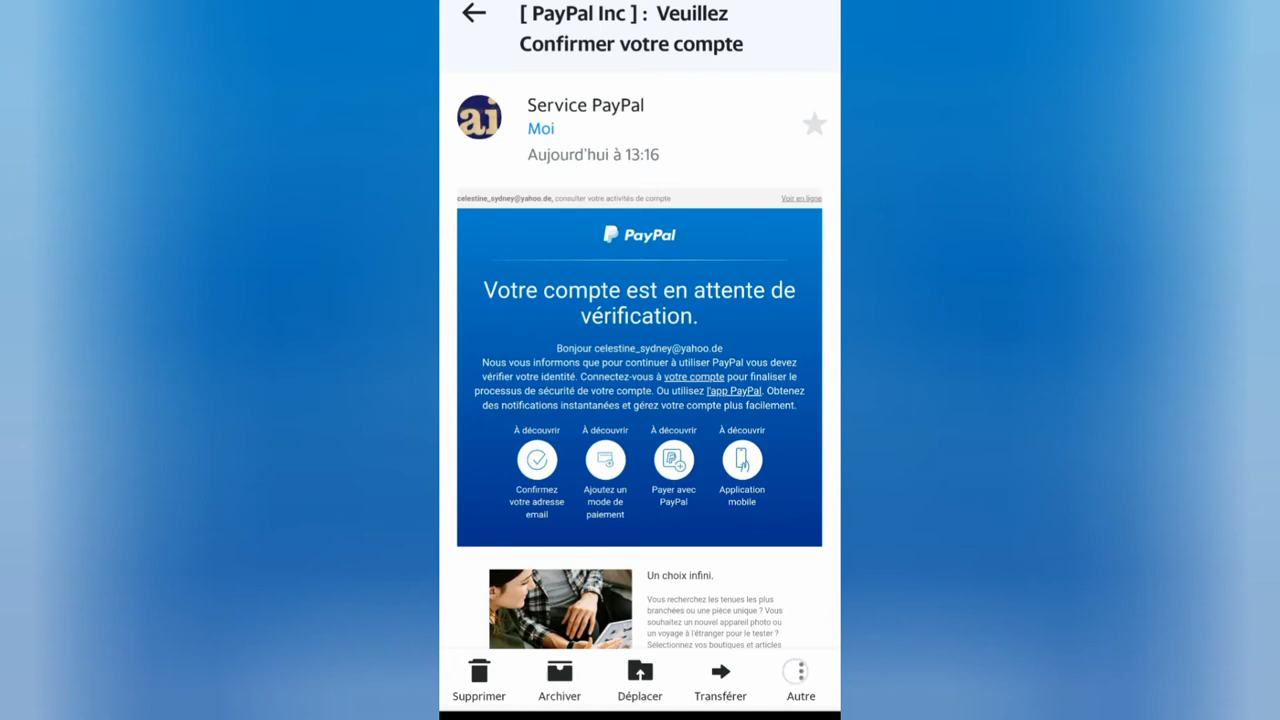 [ PayPal Inc ] : Veuillez
Confirmer votre compte
ai
Service PayPal
Moi
Aujourd'hui à 13:16
celestine_sydney@yahoo.de, consulter votre activités de compte
Voir en ligne
PayPal
Votre compte est en attente de
vérification.
Bonjour celestine_sydney@yahoo.de
Nous vous informons que pour continuer à utiliser PayPal vous devez
vérifier votre identité. Connectez-vous à votre compte pour finaliser le
processus de sécurité de votre compte. Ou utilisez l'app PayPal. Obtenez
des notifications instantanées et gérez votre compte plus facilement.
À découvrir
À découvrir
À découvrir
À découvrir
Confirmez
votre adresse
email
Ajoutez un
mode de
paiement
Payer avec
PayPal
Application
mobile
Un choix infini.
Vous recherchez les tenues les plus
branchées ou une pièce unique ? Vous
souhaitez un nouvel appareil photo ou
un voyage à l'étranger pour le tester ?
Sélectionnez vos boutiques et articles
Supprimer
Archiver
Déplacer
Transférer
Autre